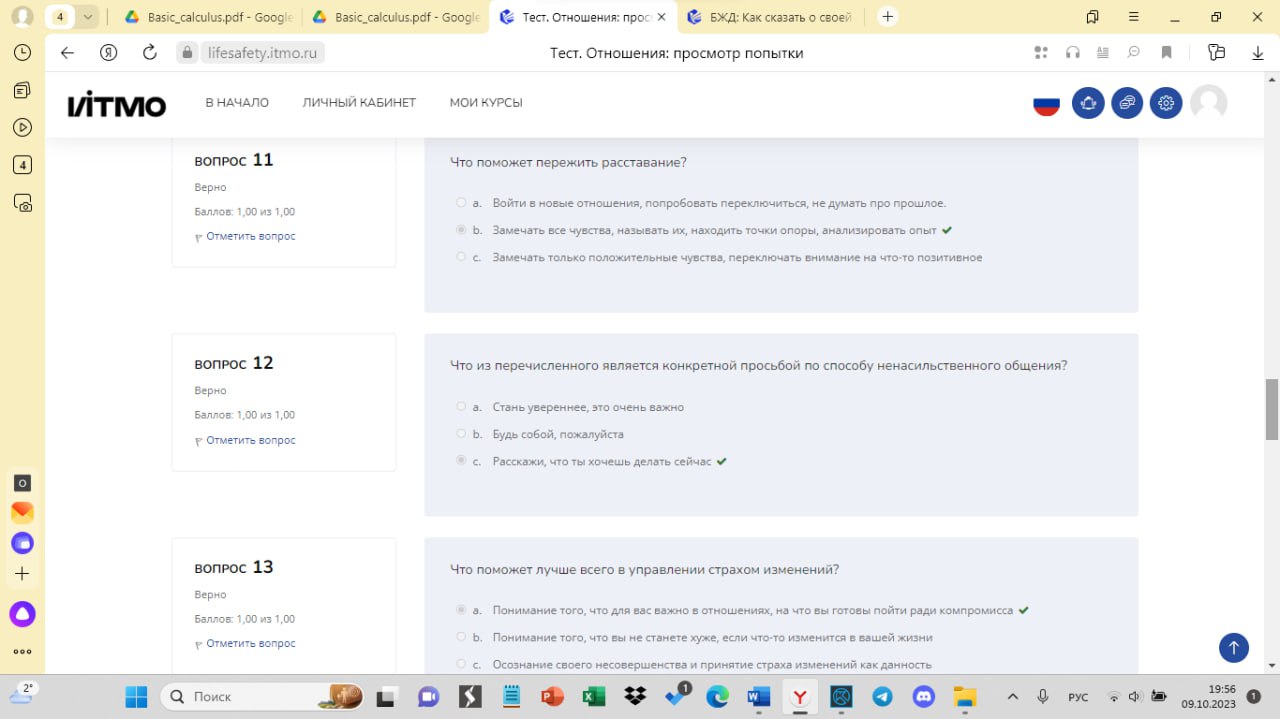 4
Basic_calculus.pdf - Google
Basic_calculus.pdf - Google
Тест. Отношения: прос
БЖД: Как сказать о своей
lifesafety.itmo.ru
Тест. Отношения: просмотр попытки
ИТМО
В НАЧАЛО
ЛИЧНЫЙ КАБИНЕТ
МОИ КУРСЫ
4
ВОПРОС 11
Верно
Баллов: 1,00 из 1,00
Отметить вопрос
Что поможет пережить расставание?
a. Войти в новые отношения, попробовать переключиться, не думать про прошлое.
b. Замечать все чувства, называть их, находить точки опоры, анализировать опыт
c. Замечать только положительные чувства, переключать внимание на что-то позитивное
ВОПРОС 12
Верно
Баллов: 1,00 из 1,00
Отметить вопрос
Что из перечисленного является конкретной просьбой по способу ненасильственного общения?
a. Стань увереннее, это очень важно
b. Будь собой, пожалуйста
c. Расскажи, что ты хочешь делать сейчас
ВОПРОС 13
Верно
Баллов: 1,00 из 1,00
Отметить вопрос
Что поможет лучше всего в управлении страхом изменений?
a. Понимание того, что для вас важно в отношениях, на что вы готовы пойти ради компромисса
b. Понимание того, что вы не станете хуже, если что-то изменится в вашей жизни
c. Осознание своего несовершенства и принятие страха изменений как данность
2°
Поиск
1
РУС
19:56
09.10.2023
1